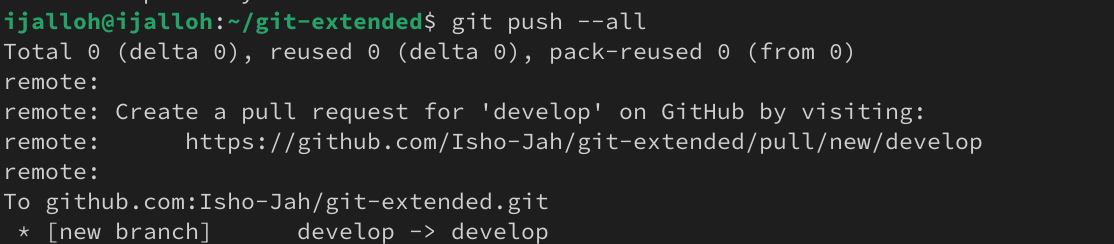 ijalloh@ijalloh:~/git-extended$ git push --all
Total 0 (delta 0), reused 0 (delta 0), pack-reused 0 (from 0)
remote:
remote: Create a pull request for 'develop' on GitHub by visiting:
remote:      https://github.com/Isho-Jah/git-extended/pull/new/develop
remote:
To github.com:Isho-Jah/git-extended.git
 * [new branch]      develop -> develop